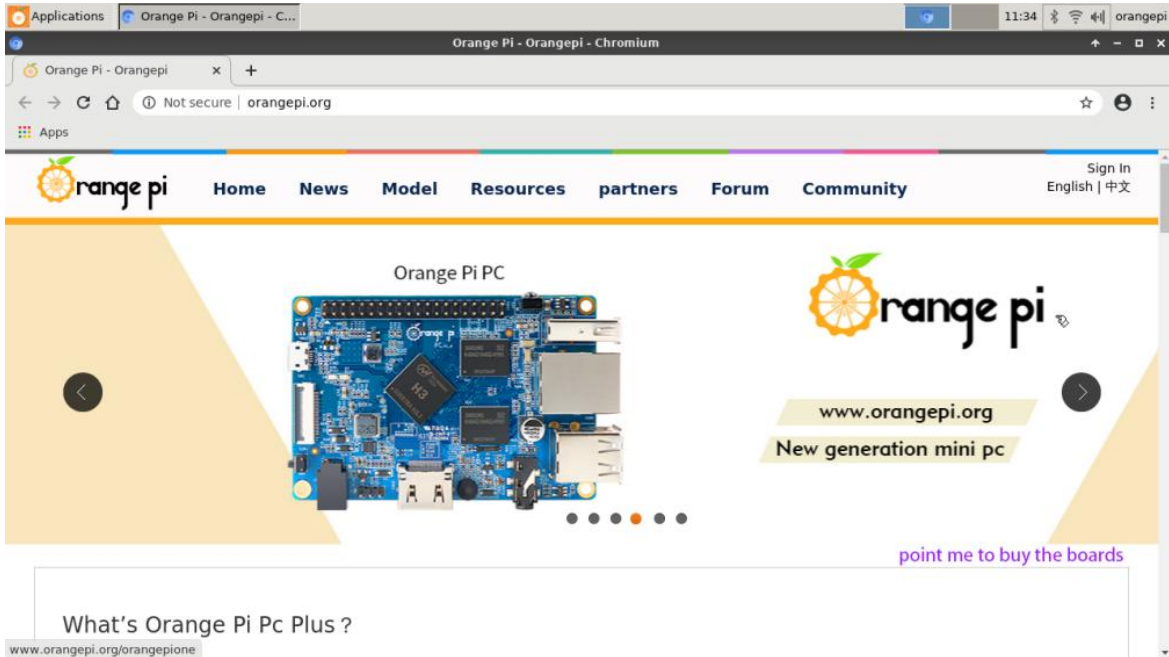 Applications Orange Pi - Orangepi - C... 11:34 orangepi
Orange Pi - Orangepi - Chromium
Orange Pi - Orangepi
Not secure | orangepi.org
Apps
range pi Home News Model Resources partners Forum Community
Sign In
English | 中文
Orange Pi PC
range pi
range pi
H3
www.orangepi.org
New generation mini pc
point me to buy the boards
What's Orange Pi Pc Plus ?
www.orangepi.org/orangepione